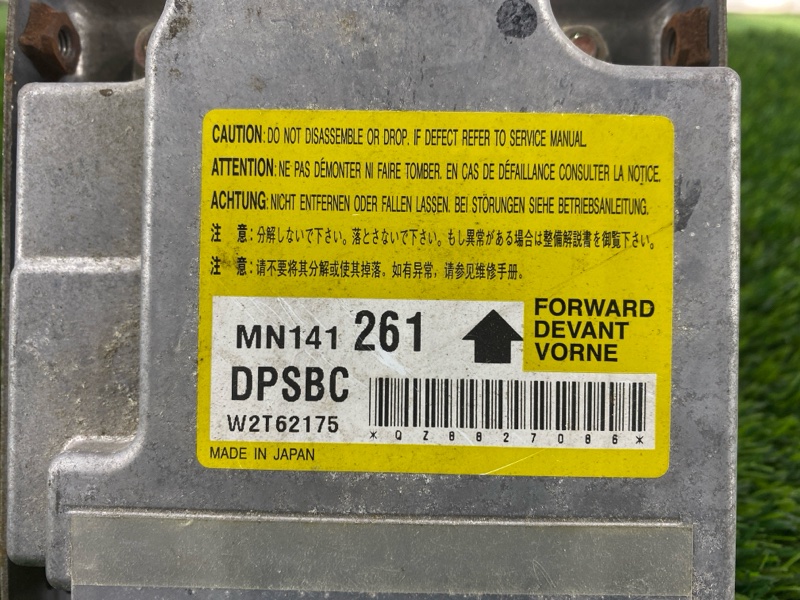 CAUTION: DO NOT DISASSEMBLE OR DROP. IF DEFECT REFER TO SERVICE MANUAL.
ATTENTION: NE PAS DÉMONTER NI FAIRE TOMBER. EN CAS DE DÉFAILLANCE CONSULTER LA NOTICE.
ACHTUNG: NICHT ENTFERNEN ODER FALLEN LASSEN. BEI STÖRUNGEN SIEHE BETRIEBSANLEITUNG.
注 意: 分解しないで下さい。落とさないで下さい。もし異常がある場合は整備解説書を御覧下さい。
注 意: 请不要将其分解或使其掉落。如有异常，请参见维修手册。
MN141 261
FORWARD
DEVANT
VORNE
DPSBC
W2T62175
*QZ8827086*
MADE IN JAPAN